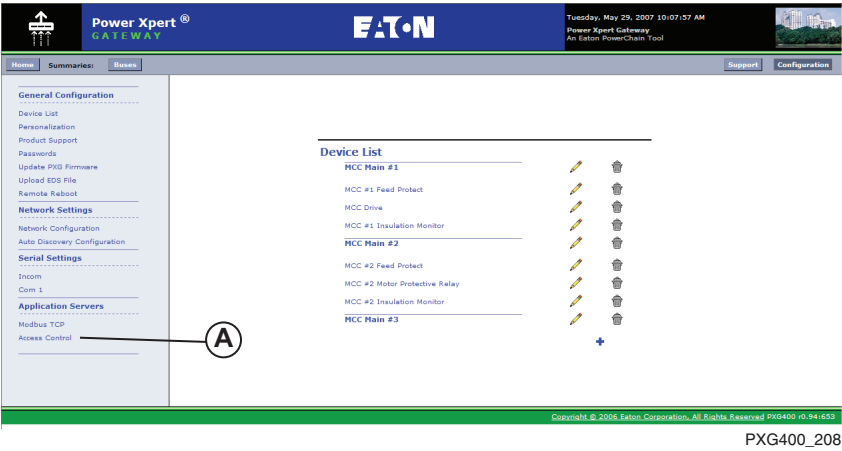 Power Xpert ®
GATEWAY
EATON
Tuesday, May 29, 2007 10:07:57 AM
Power Xpert Gateway
An Eaton PowerChain Tool
Home Summaries: Buses Support Configuration
General Configuration
Device List
Personalization
Product Support
Passwords
Update PXG Firmware
Upload EDS File
Remote Reboot
Network Settings
Network Configuration
Auto Discovery Configuration
Serial Settings
Incom
Com 1
Application Servers
Modbus TCP
Access Control
A
Device List
MCC Main #1
MCC #1 Feed Protect
MCC Drive
MCC #1 Insulation Monitor
MCC Main #2
MCC #2 Feed Protect
MCC #2 Motor Protective Relay
MCC #2 Insulation Monitor
MCC Main #3
Copyright © 2006 Eaton Corporation, All Rights Reserved PXG400 r0.94:653
PXG400_208